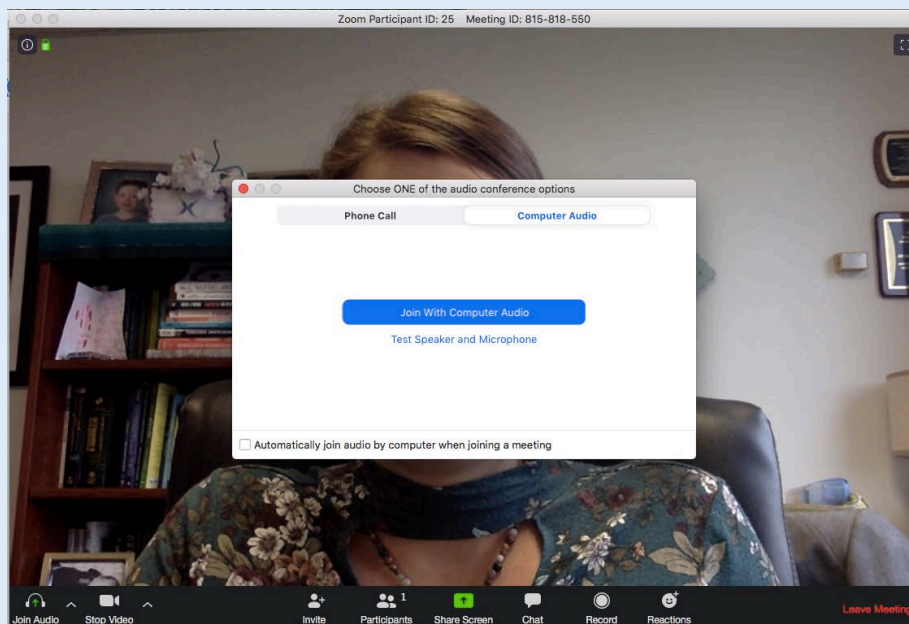 Zoom Participant ID: 25 Meeting ID: 815-818-550
Choose ONE of the audio conference options
Phone Call Computer Audio
Join With Computer Audio
Test Speaker and Microphone
Automatically join audio by computer when joining a meeting
1
Join Audio Stop Video Invite Participants Share Screen Chat Record Reactions Leave Meeting